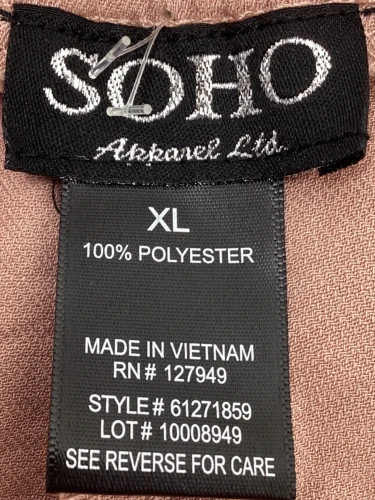 SOHO
Apparel Ltd.
XL
100% POLYESTER
MADE IN VIETNAM
RN# 127949
STYLE# 61271859
LOT# 10008949
SEE REVERSE FOR CARE